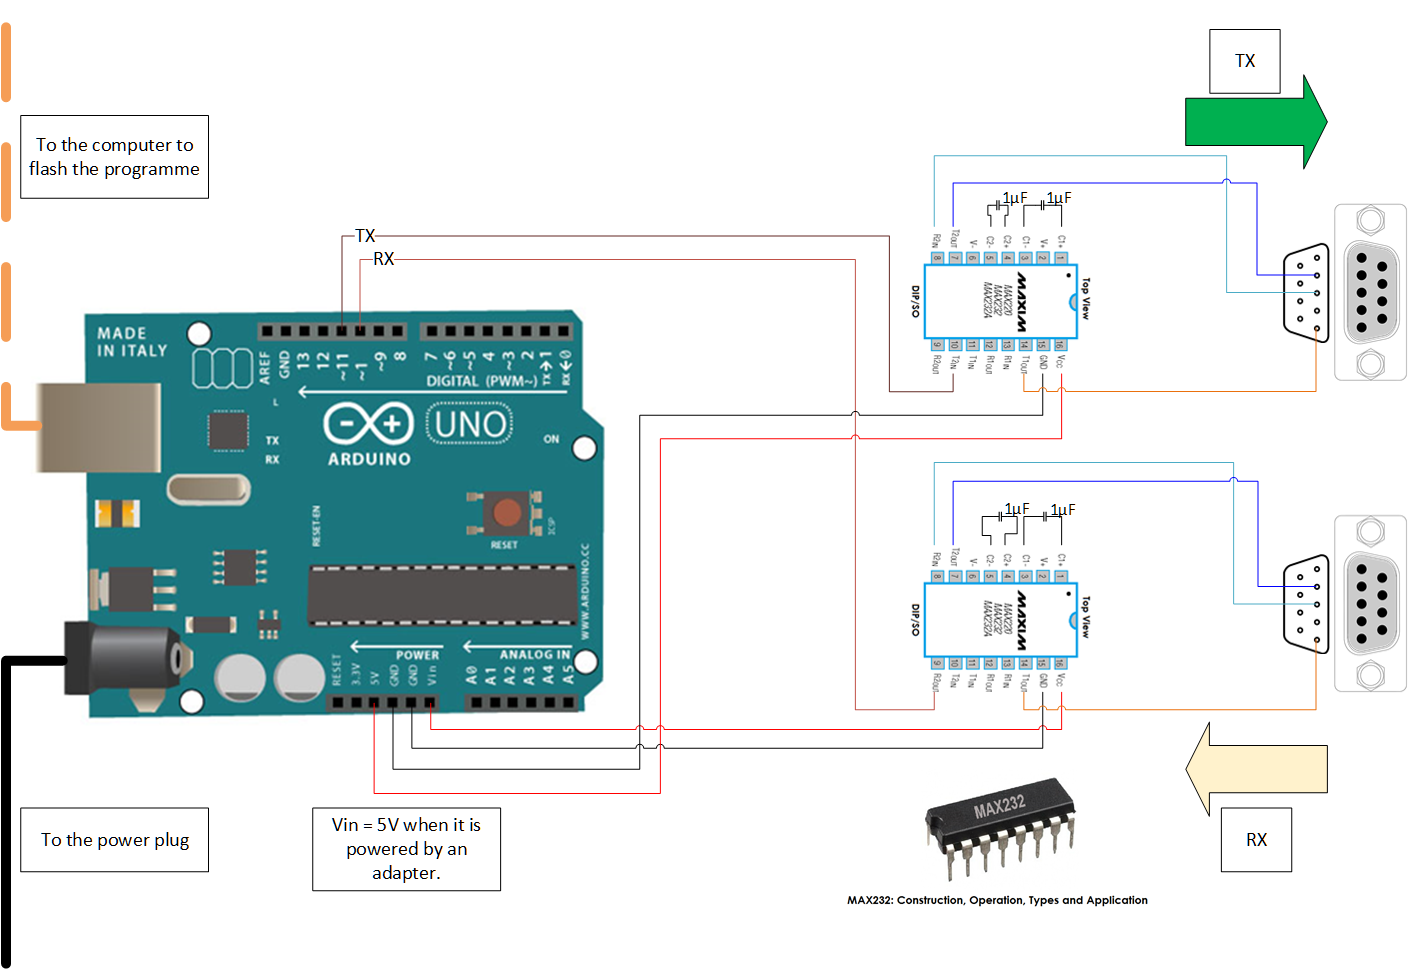 TX
To the computer to
flash the programme
1μF 1μF
R2IN T2OUT V- C2- C2+ C1- V+ C1+
8 7 6 5 4 3 2 1
TX
RX
DIP/SO
MAX220
MAX232
MAX232A
MAXIM
Top View
9 10 11 12 13 14 15 16
R2OUT T2IN T1IN R1OUT R1IN T1OUT GND VCC
MADE
IN ITALY
AREF GND 13 12 ~11 ~1 ~9 8 7 ~6 ~5 4 ~3 2 TX→1 RX←0
DIGITAL (PWM~)
L
TX
RX
UNO
ARDUINO
ON
1μF 1μF
R2IN T2OUT V- C2- C2+ C1- V+ C1+
8 7 6 5 4 3 2 1
RESET-EN
ICSP
RESET
WWW.ARDUINO.CC
DIP/SO
MAX220
MAX232
MAX232A
MAXIM
Top View
9 10 11 12 13 14 15 16
R2OUT T2IN T1IN R1OUT R1IN T1OUT GND VCC
POWER
ANALOG IN
RESET 3.3V 5V GND GND Vin A0 A1 A2 A3 A4 A5
To the power plug
Vin = 5V when it is
powered by an
adapter.
MAX232
RX
MAX232: Construction, Operation, Types and Application